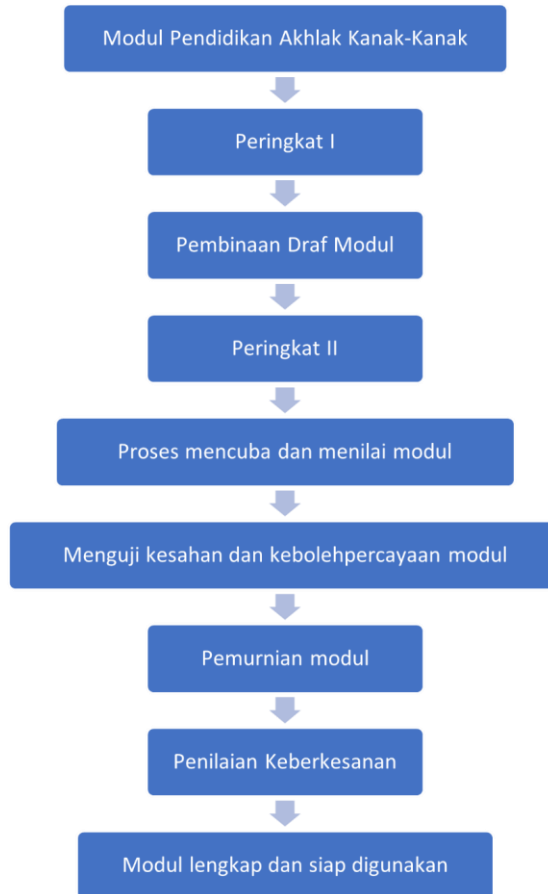 Modul Pendidikan Akhlak Kanak-Kanak
Peringkat I
Pembinaan Draf Modul
Peringkat II
Proses mencuba dan menilai modul
Menguji kesahan dan kebolehpercayaan modul
Pemurnian modul
Penilaian Keberkesanan
Modul lengkap dan siap digunakan